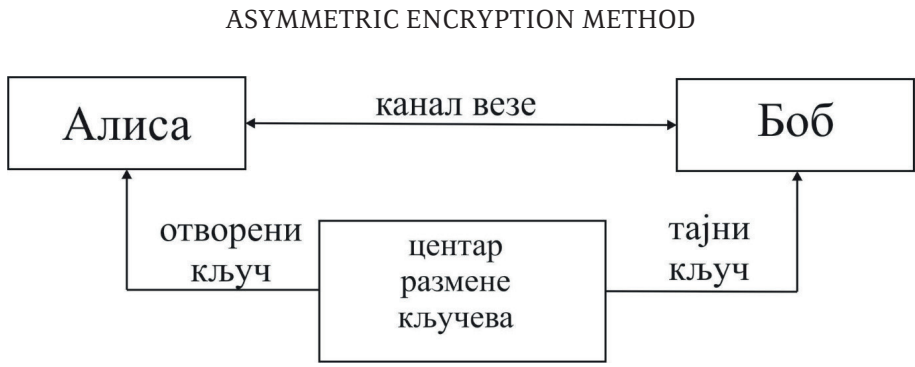 ASYMMETRIC ENCRYPTION METHOD
Алиса
канал везе
Боб
отворени
кључ
центар
размене
кључева
тајни
кључ